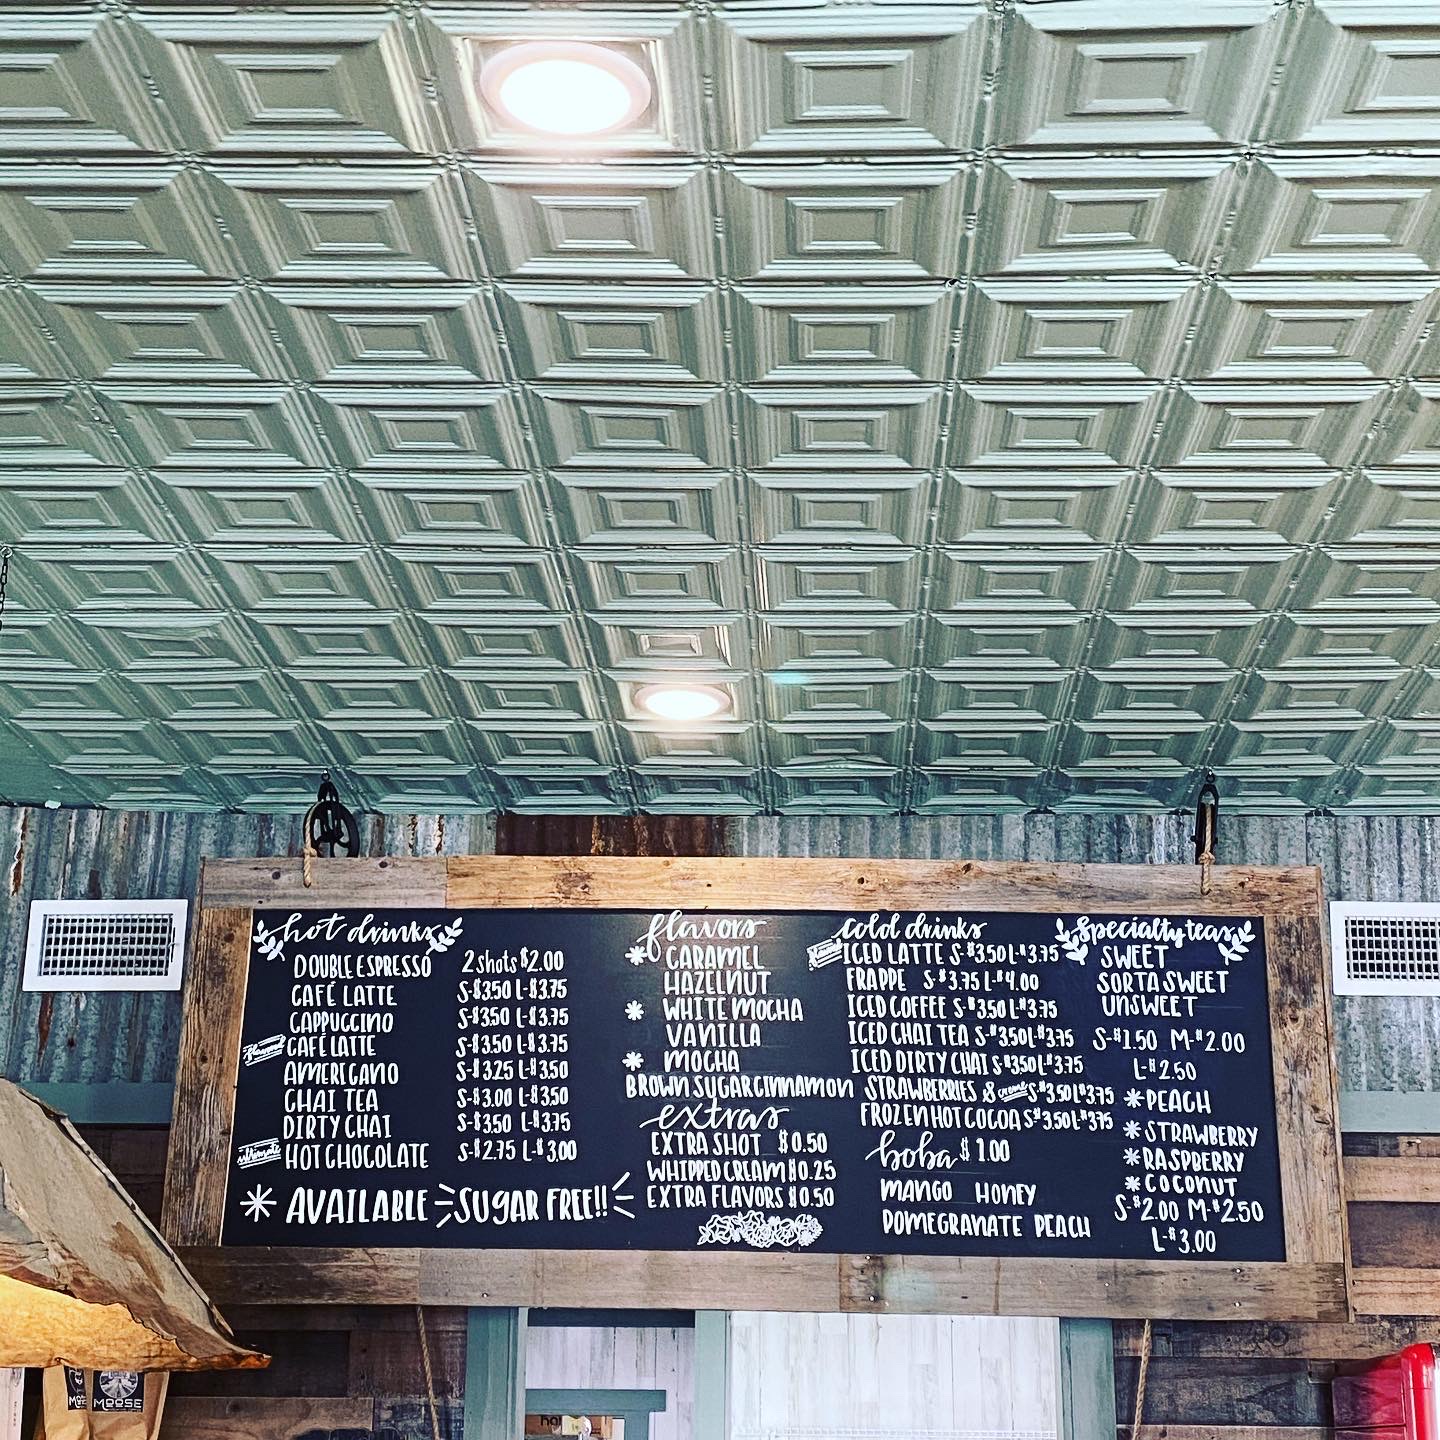 hot drinks
DOUBLE ESPRESSO 2 shots $2.00
CAFÉ LATTE S-$3.50 L-$3.75
CAPPUCCINO S-$3.50 L-$3.75
flavored CAFÉ LATTE S-$3.50 L-$3.75
AMERICANO S-$3.25 L-$3.50
CHAI TEA S-$3.00 L-$3.50
DIRTY CHAI S-$3.50 L-$3.75
ultimate HOT CHOCOLATE S-$2.75 L-$3.00
* AVAILABLE SUGAR FREE!!
flavors
* CARAMEL
HAZELNUT
* WHITE MOCHA
VANILLA
* MOCHA
BROWN SUGAR CINNAMON
extras
EXTRA SHOT $0.50
WHIPPED CREAM $0.25
EXTRA FLAVORS $0.50
cold drinks
ICED LATTE S-$3.50 L-$3.75
FRAPPE S-$3.75 L-$4.00
ICED COFFEE S-$3.50 L-$3.75
ICED CHAI TEA S-$3.50 L-$3.75
ICED DIRTY CHAI S-$3.50 L-$3.75
STRAWBERRIES & creme S-$3.50 L-$3.75
FROZEN HOT COCOA S-$3.50 L-$3.75
boba $1.00
MANGO HONEY
POMEGRANATE PEACH
Specialty teas
SWEET
SORTA SWEET
UNSWEET
S-$1.50 M-$2.00
L-$2.50
* PEACH
* STRAWBERRY
* RASPBERRY
* COCONUT
S-$2.00 M-$2.50
L-$3.00
MOOSE